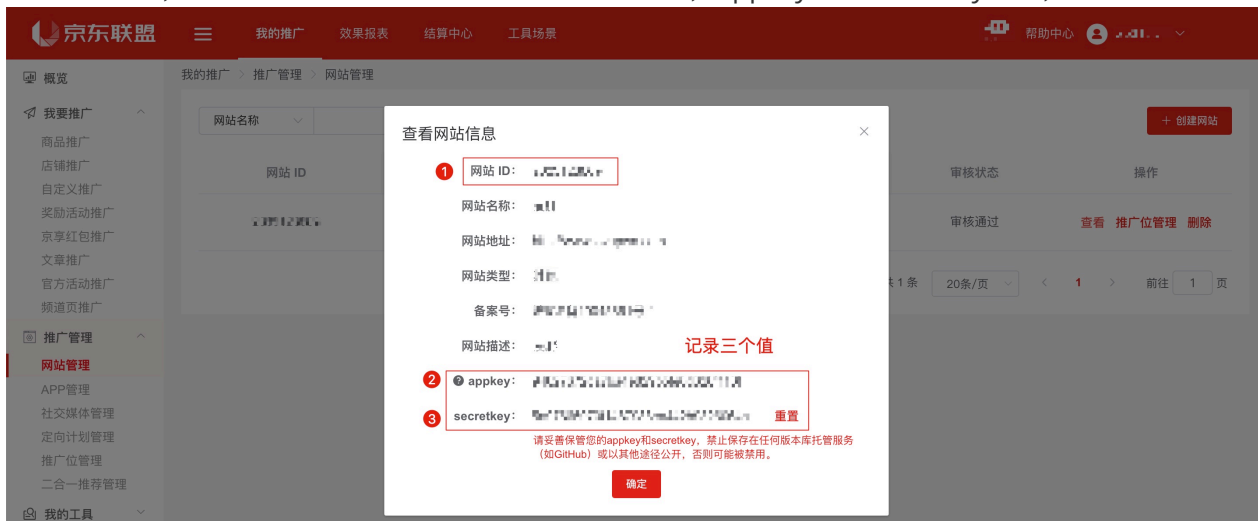 京东联盟
我的推广 效果报表 结算中心 工具场景
帮助中心
概览
我要推广
商品推广
店铺推广
自定义推广
奖励活动推广
京享红包推广
文章推广
官方活动推广
频道页推广
推广管理
网站管理
APP管理
社交媒体管理
定向计划管理
推广位管理
二合一推荐管理
我的工具
我的推广 > 推广管理 > 网站管理
网站名称
+ 创建网站
网站 ID 审核状态 操作
审核通过 查看 推广位管理 删除
1 条 20条/页 < 1 > 前往 1 页
查看网站信息 ×
1 网站 ID:
网站名称:
网站地址:
网站类型:
备案号:
网站描述:
记录三个值
2 appkey:
3 secretkey: 重置
请妥善保管您的appkey和secretkey，禁止保存在任何版本库托管服务
（如GitHub）或以其他途径公开，否则可能被禁用。
确定